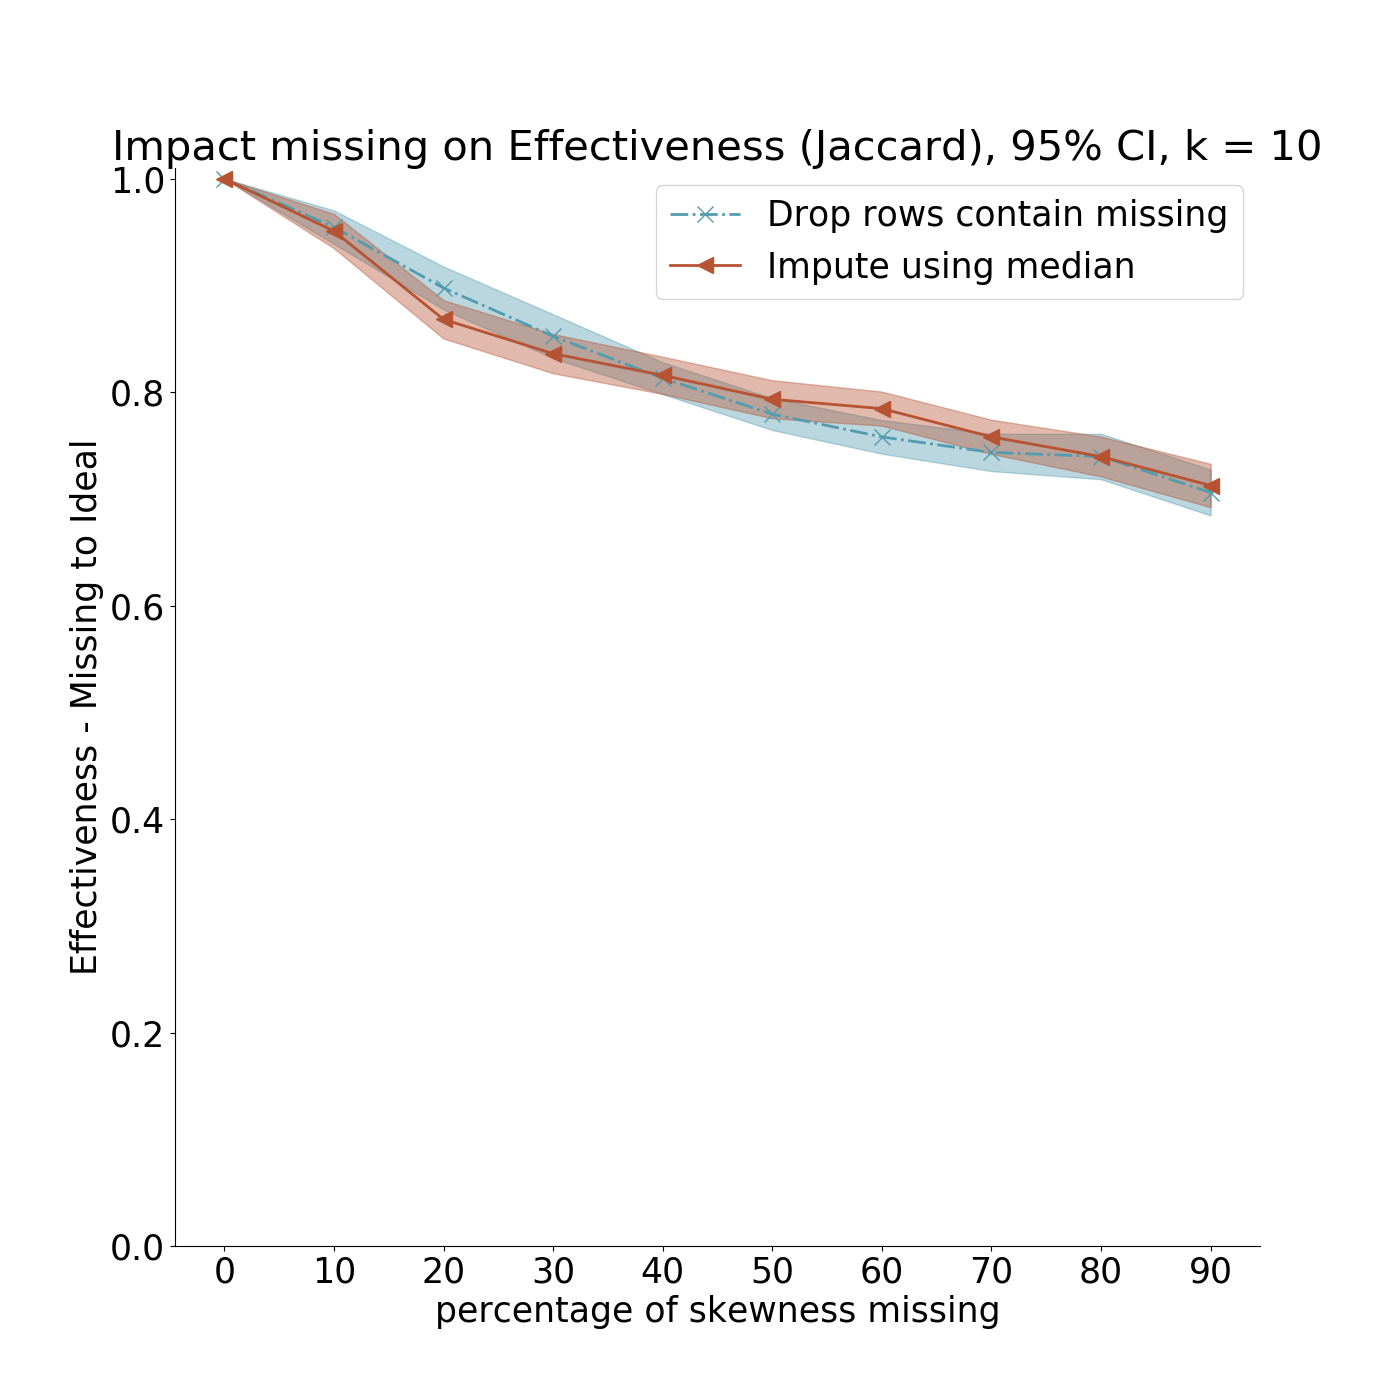 Impact missing on Effectiveness (Jaccard), 95% CI, k = 10
Drop rows contain missing
Impute using median
Effectiveness - Missing to Ideal
1.0
0.8
0.6
0.4
0.2
0.0
0 10 20 30 40 50 60 70 80 90
percentage of skewness missing